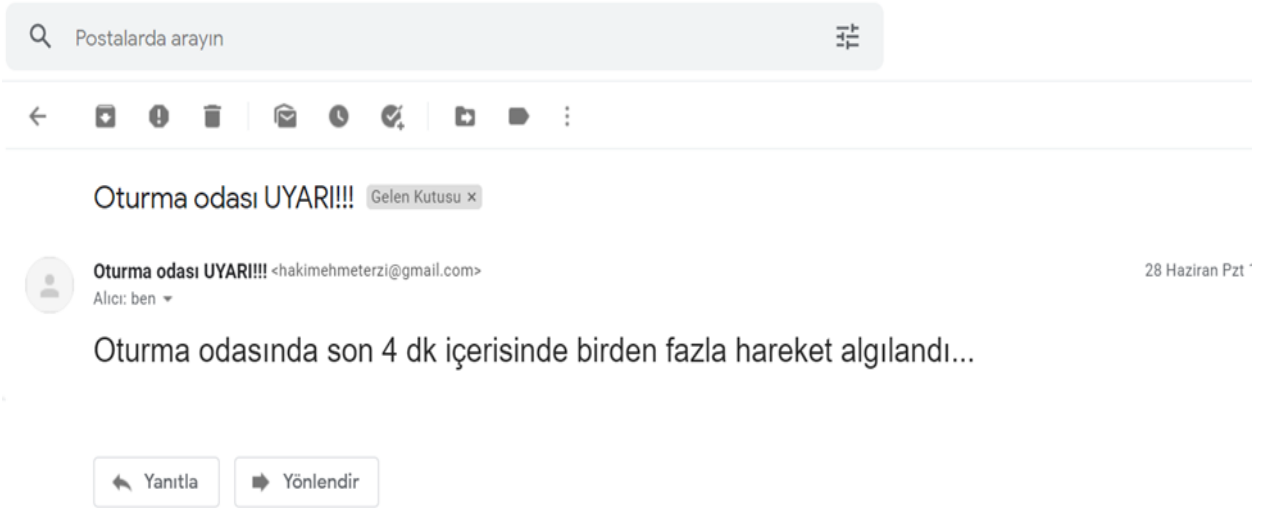 Postalarda arayın
Oturma odası UYARI!!! Gelen Kutusu ×
Oturma odası UYARI!!! <hakimehmeterzi@gmail.com> 28 Haziran Pzt
Alıcı: ben
Oturma odasında son 4 dk içerisinde birden fazla hareket algılandı...
Yanıtla Yönlendir